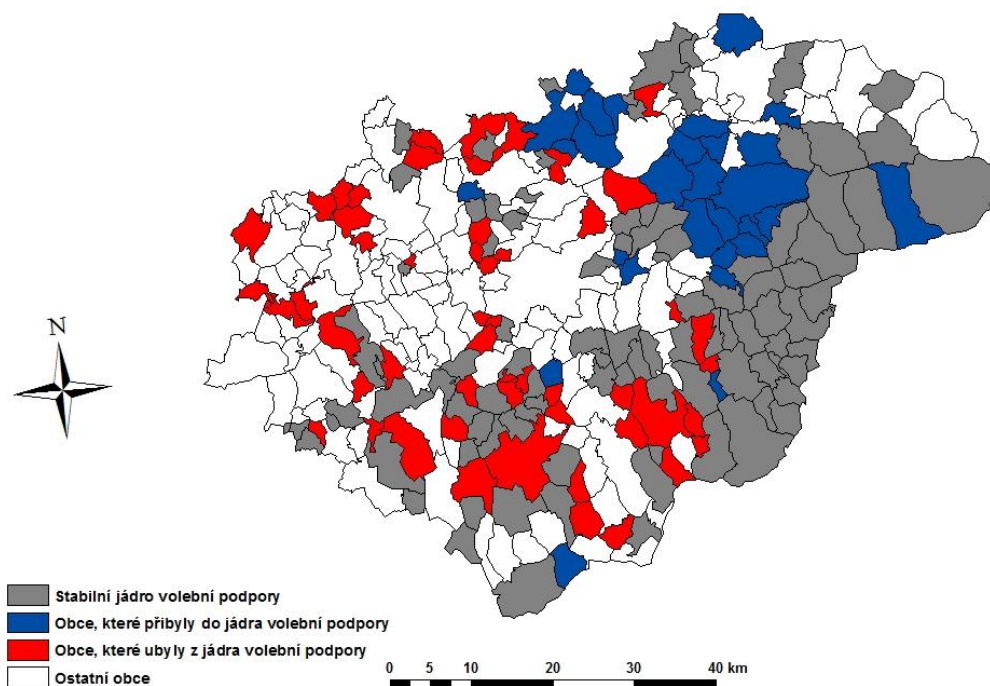 N
Stabilní jádro volební podpory
Obce, které přibyly do jádra volební podpory
Obce, které ubyly z jádra volební podpory
Ostatní obce
0 5 10 20 30 40 km